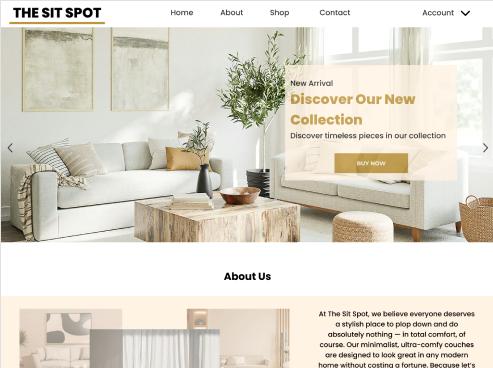 THE SIT SPOT
Home About Shop Contact Account
New Arrival
Discover Our New
Collection
Discover timeless pieces in our collection
BUY NOW
About Us
At The Sit Spot, we believe everyone deserves
a stylish place to plop down and do
absolutely nothing — in total comfort, of
course. Our minimalist, ultra-comfy couches
are designed to look great in any modern
home without costing a fortune. Because let's